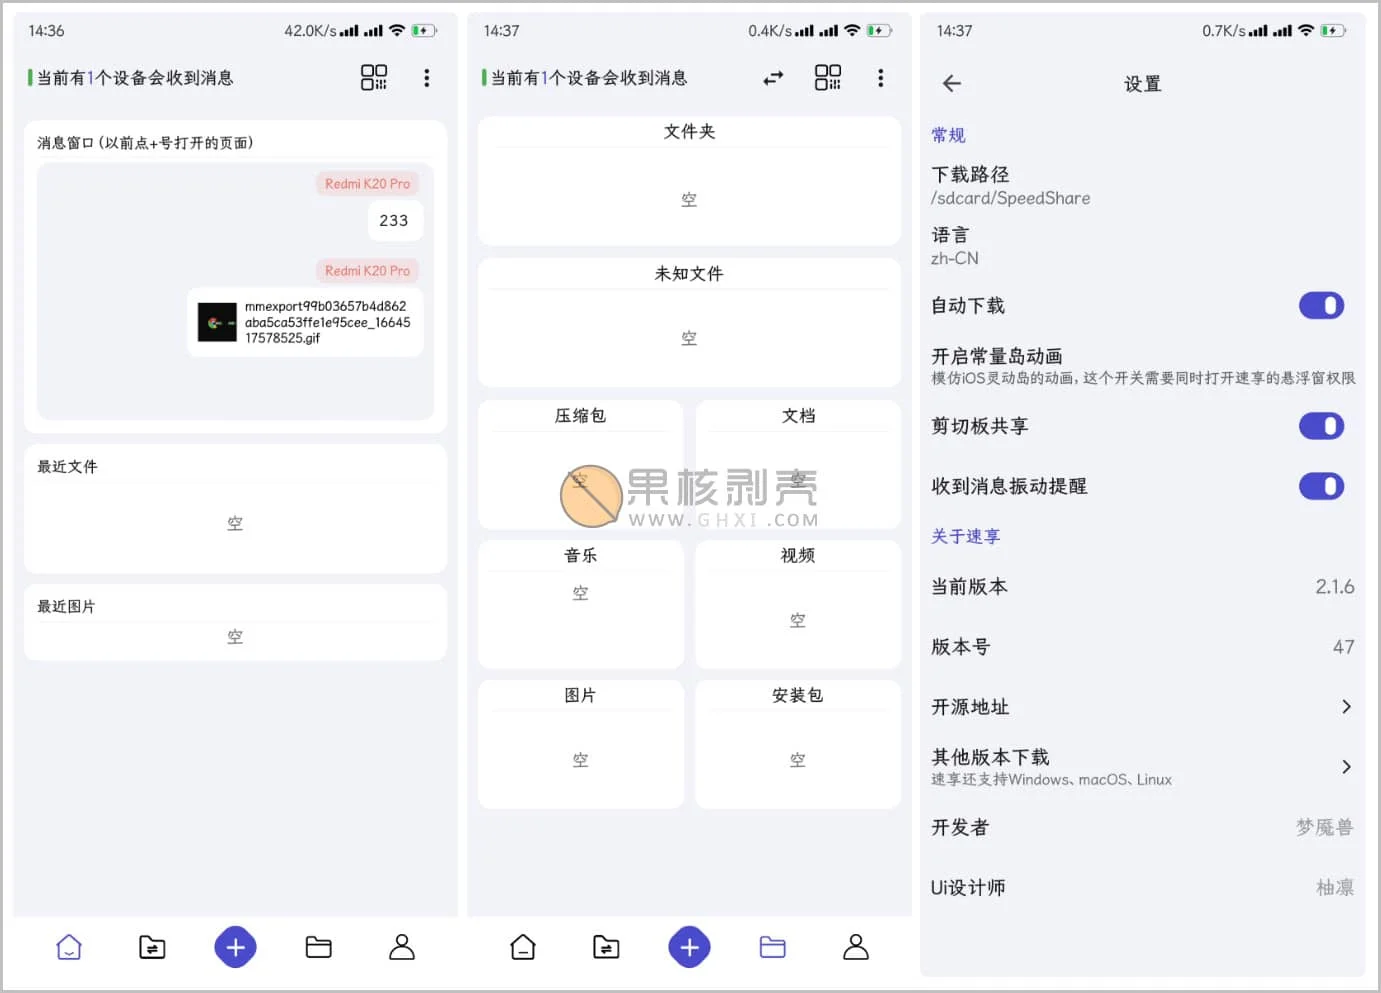 14:36
42.0K/s
当前有1个设备会收到消息
消息窗口(以前点+号打开的页面)
Redmi K20 Pro
233
Redmi K20 Pro
mmexport99b03657b4d862
aba5ca53ffe1e95cee_16645
17578525.gif
最近文件
空
最近图片
空
14:37
0.4K/s
当前有1个设备会收到消息
文件夹
空
未知文件
空
压缩包
空
文档
空
果核剥壳
WWW.GHXI.COM
音乐
空
视频
空
图片
空
安装包
空
14:37
0.7K/s
设置
常规
下载路径
/sdcard/SpeedShare
语言
zh-CN
自动下载
开启常量岛动画
模仿iOS灵动岛的动画,这个开关需要同时打开速享的悬浮窗权限
剪切板共享
收到消息振动提醒
关于速享
当前版本
2.1.6
版本号
47
开源地址
其他版本下载
速享还支持Windows、macOS、Linux
开发者
梦魇兽
Ui设计师
柚凛